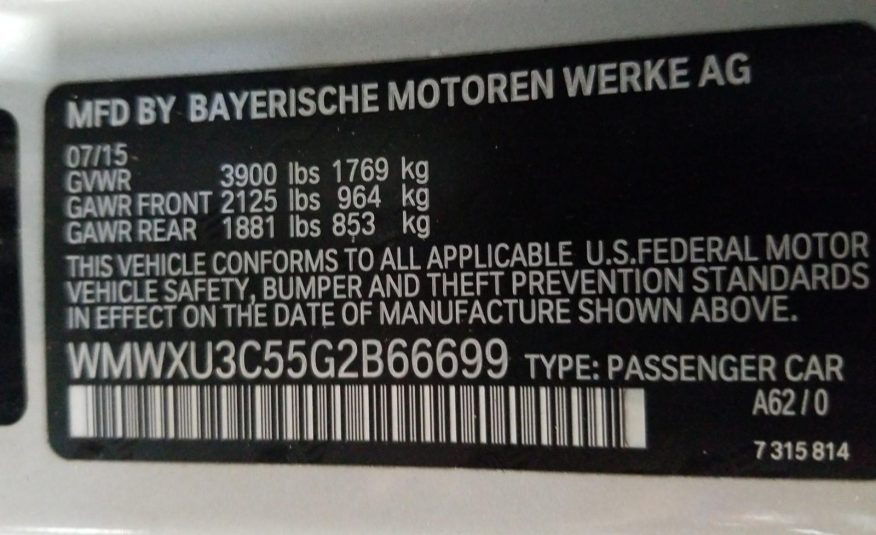 MFD BY BAYERISCHE MOTOREN WERKE AG
07/15
GVWR 3900 lbs 1769 kg
GAWR FRONT 2125 lbs 964 kg
GAWR REAR 1881 lbs 853 kg
THIS VEHICLE CONFORMS TO ALL APPLICABLE U.S.FEDERAL MOTOR
VEHICLE SAFETY, BUMPER AND THEFT PREVENTION STANDARDS
IN EFFECT ON THE DATE OF MANUFACTURE SHOWN ABOVE.
WMWXU3C55G2B66699 TYPE: PASSENGER CAR
A62/0
7 315 814